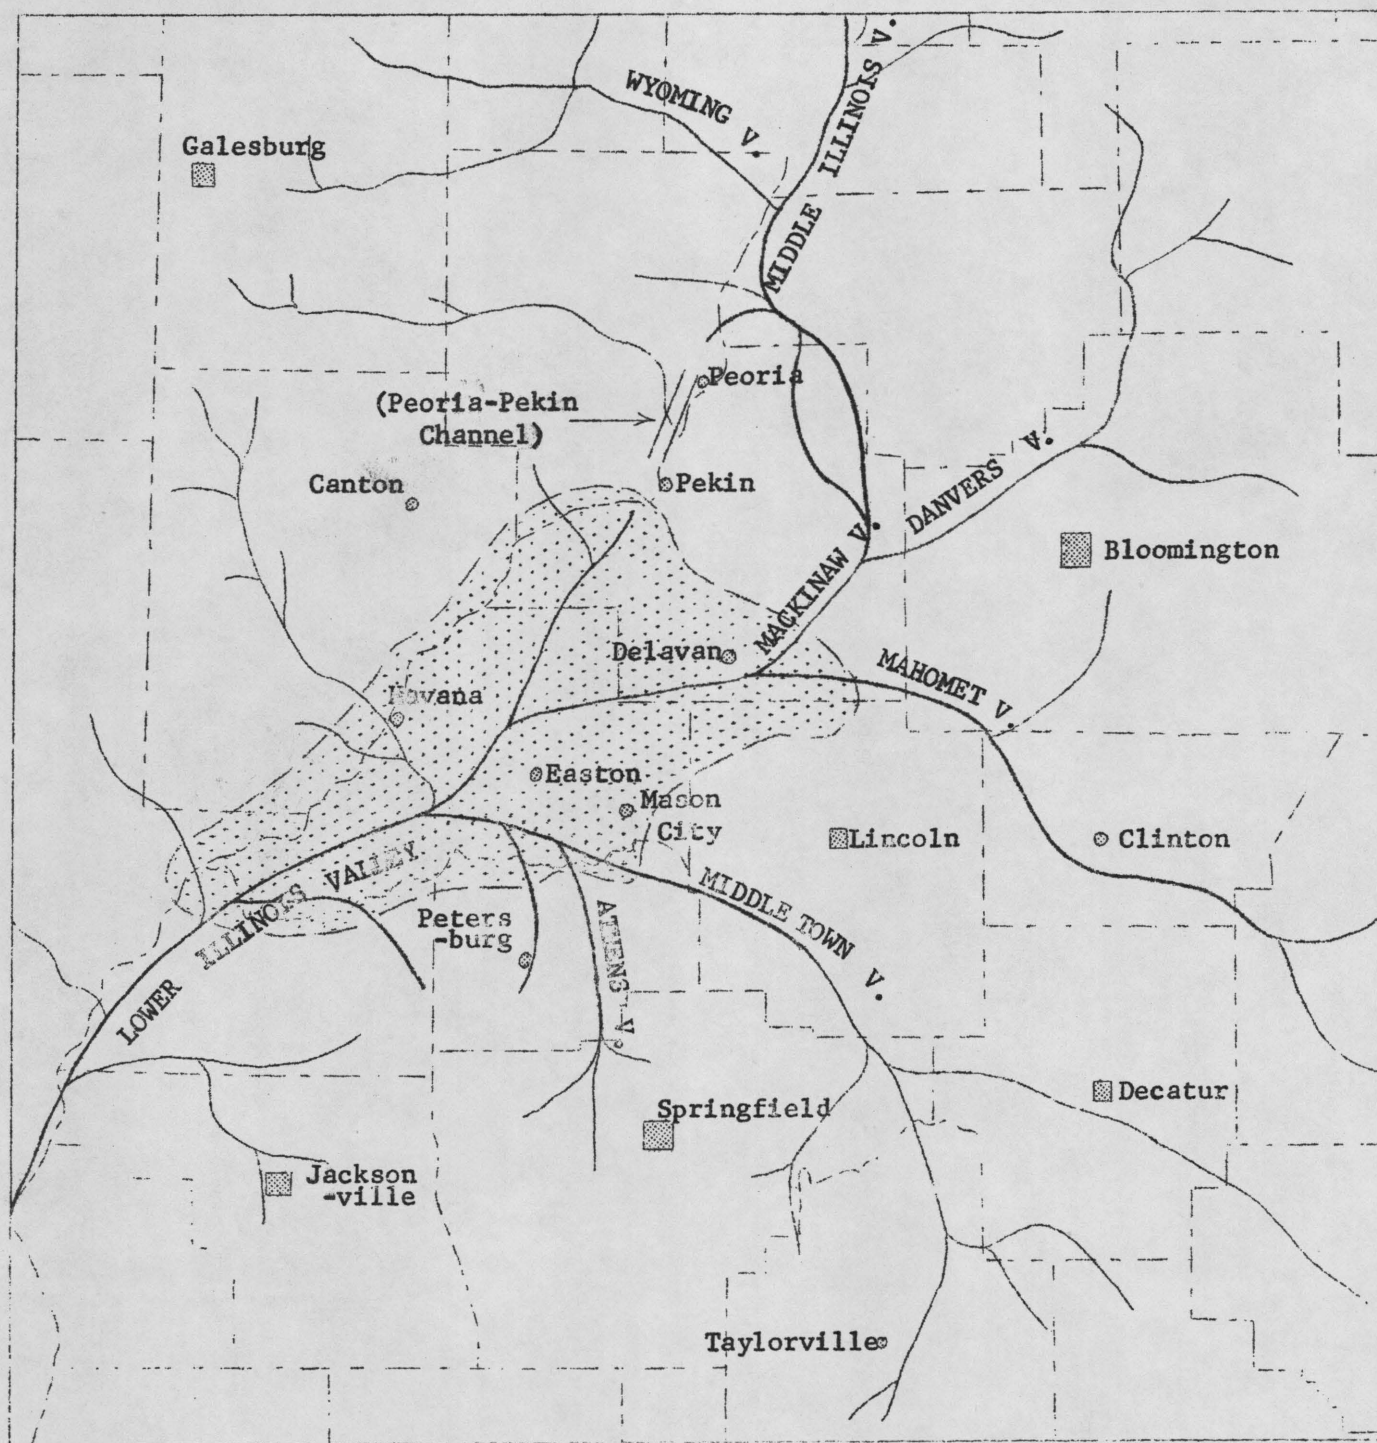 WYOMING V.
MIDDLE ILLINOIS V.
Galesburg
Peoria
(Peoria-Pekin
Channel)
Canton
Pekin
DANVERS V.
MACKINAW V.
Bloomington
Delavan
MAHOMET V.
Havana
Easton
Mason
City
Lincoln
Clinton
LOWER ILLINOIS VALLEY
MIDDLE TOWN V.
Peters
-burg
ATHENS V.
Springfield
Decatur
Jackson
-ville
Taylorville